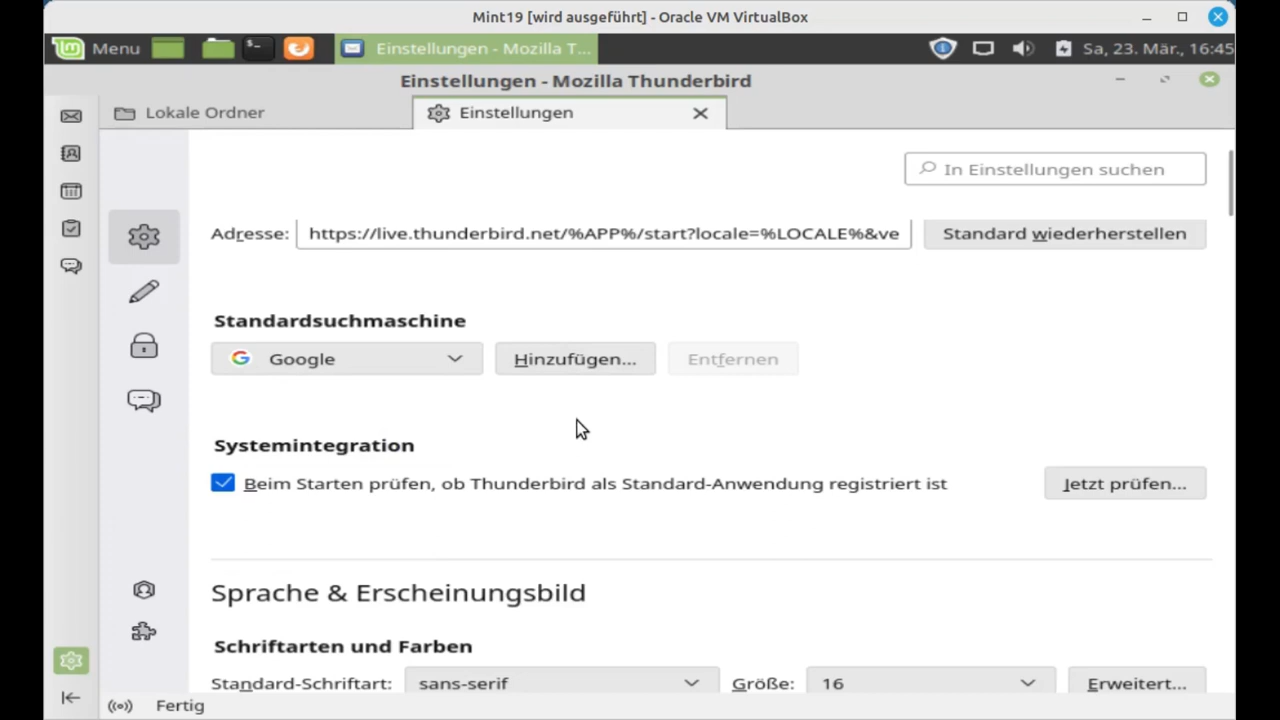 Mint19 [wird ausgeführt] - Oracle VM VirtualBox
Menu
Einstellungen - Mozilla T...
Sa, 23. Mär., 16:45
Einstellungen - Mozilla Thunderbird
Lokale Ordner
Einstellungen
In Einstellungen suchen
Adresse: https://live.thunderbird.net/%APP%/start?locale=%LOCALE%&ve Standard wiederherstellen
Standardsuchmaschine
Google Hinzufügen... Entfernen
Systemintegration
Beim Starten prüfen, ob Thunderbird als Standard-Anwendung registriert ist Jetzt prüfen...
Sprache & Erscheinungsbild
Schriftarten und Farben
Standard-Schriftart: sans-serif Größe: 16 Erweitert...
Fertig